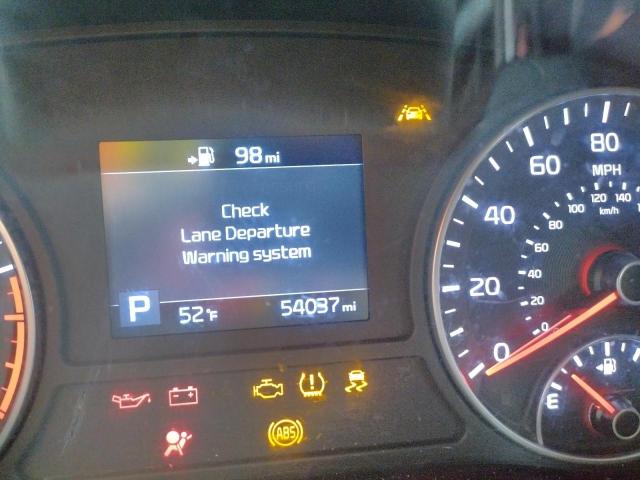 98 mi
Check
Lane Departure
Warning system
P
52°F
54037 mi
ABS
80
60
MPH
40
20
0
120
140
100
km/h
80
60
40
20
0
E